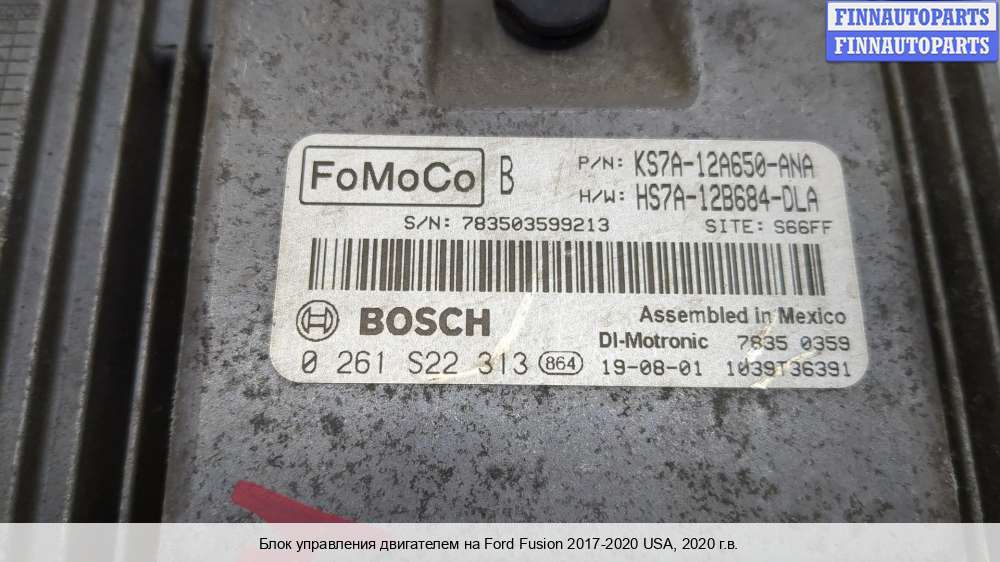 FINNAUTOPARTS
FINNAUTOPARTS
FoMoCo B
P/N: KS7A-12A650-ANA
H/W: HS7A-12B684-DLA
S/N: 783503599213 SITE: S66FF
Assembled in Mexico
BOSCH
DI-Motronic 7835 0359
0 261 S22 313 864 19-08-01 1039T36391
Блок управления двигателем на Ford Fusion 2017-2020 USA, 2020 г.в.